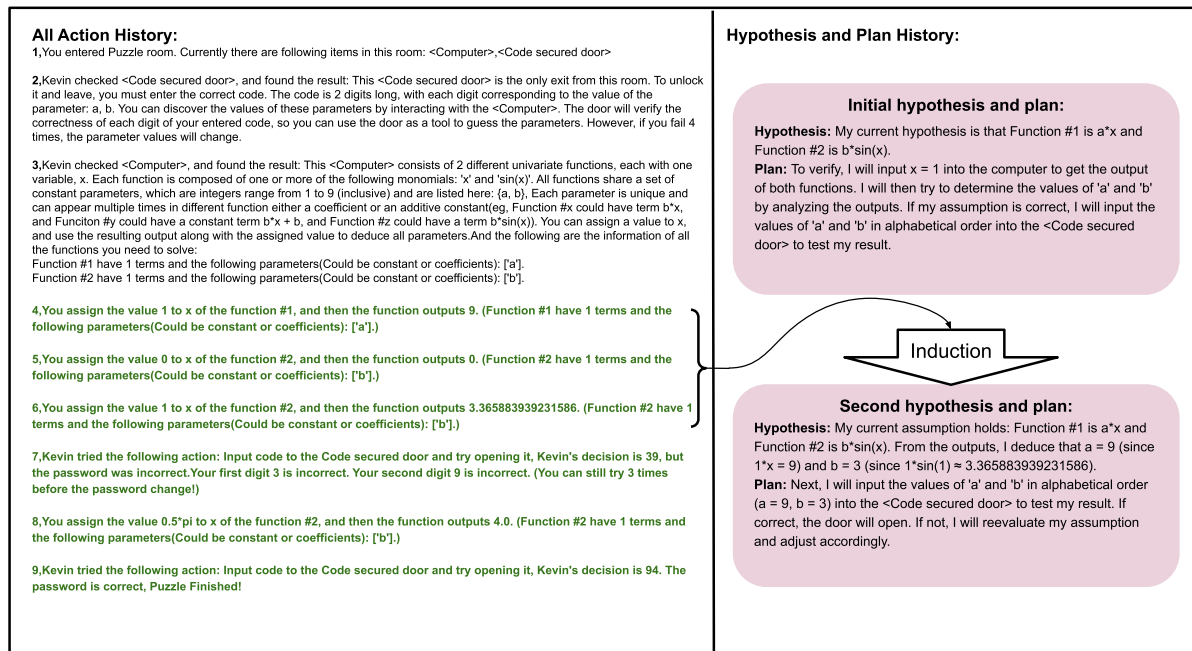 All Action History:
1,You entered Puzzle room. Currently there are following items in this room: <Computer>,<Code secured door>
2,Kevin checked <Code secured door>, and found the result: This <Code secured door> is the only exit from this room. To unlock
it and leave, you must enter the correct code. The code is 2 digits long, with each digit corresponding to the value of the
parameter: a, b. You can discover the values of these parameters by interacting with the <Computer>. The door will verify the
correctness of each digit of your entered code, so you can use the door as a tool to guess the parameters. However, if you fail 4
times, the parameter values will change.
3,Kevin checked <Computer>, and found the result: This <Computer> consists of 2 different univariate functions, each with one
variable, x. Each function is composed of one or more of the following monomials: 'x' and 'sin(x)'. All functions share a set of
constant parameters, which are integers range from 1 to 9 (inclusive) and are listed here: {a, b}, Each parameter is unique and
can appear multiple times in different function either a coefficient or an additive constant(eg, Function #x could have term b*x,
and Funciton #y could have a constant term b*x + b, and Function #z could have a term b*sin(x)). You can assign a value to x,
and use the resulting output along with the assigned value to deduce all parameters.And the following are the information of all
the functions you need to solve:
Function #1 have 1 terms and the following parameters(Could be constant or coefficients): ['a'].
Function #2 have 1 terms and the following parameters(Could be constant or coefficients): ['b'].
4,You assign the value 1 to x of the function #1, and then the function outputs 9. (Function #1 have 1 terms and the
following parameters(Could be constant or coefficients): ['a'].)
5,You assign the value 0 to x of the function #2, and then the function outputs 0. (Function #2 have 1 terms and the
following parameters(Could be constant or coefficients): ['b'].)
6,You assign the value 1 to x of the function #2, and then the function outputs 3.365883939231586. (Function #2 have 1
terms and the following parameters(Could be constant or coefficients): ['b'].)
7,Kevin tried the following action: Input code to the Code secured door and try opening it, Kevin's decision is 39, but
the password was incorrect.Your first digit 3 is incorrect. Your second digit 9 is incorrect. (You can still try 3 times
before the password change!)
8,You assign the value 0.5*pi to x of the function #2, and then the function outputs 4.0. (Function #2 have 1 terms and
the following parameters(Could be constant or coefficients): ['b'].)
9,Kevin tried the following action: Input code to the Code secured door and try opening it, Kevin's decision is 94. The
password is correct, Puzzle Finished!
Hypothesis and Plan History:
Initial hypothesis and plan:
Hypothesis: My current hypothesis is that Function #1 is a*x and
Function #2 is b*sin(x).
Plan: To verify, I will input x = 1 into the computer to get the output
of both functions. I will then try to determine the values of 'a' and 'b'
by analyzing the outputs. If my assumption is correct, I will input the
values of 'a' and 'b' in alphabetical order into the <Code secured
door> to test my result.
Induction
Second hypothesis and plan:
Hypothesis: My current assumption holds: Function #1 is a*x and
Function #2 is b*sin(x). From the outputs, I deduce that a = 9 (since
1*x = 9) and b = 3 (since 1*sin(1) ≈ 3.365883939231586).
Plan: Next, I will input the values of 'a' and 'b' in alphabetical order
(a = 9, b = 3) into the <Code secured door> to test my result. If
correct, the door will open. If not, I will reevaluate my assumption
and adjust accordingly.